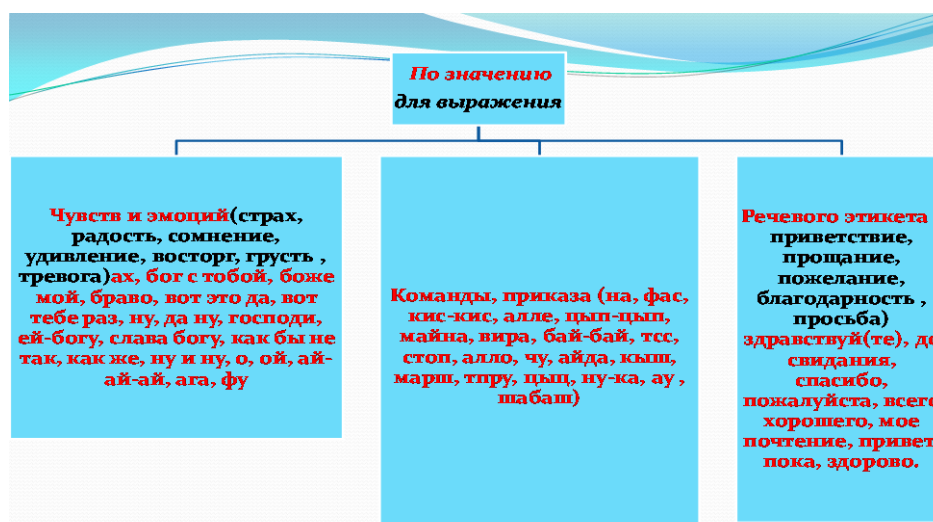 По значению
для выражения
Чувств и эмоций(страх,
радость, сомнение,
удивление, восторг, грусть ,
тревога)ах, бог с тобой, боже
мой, браво, вот это да, вот
тебе раз, ну, да ну, господи,
ей-богу, слава богу, как бы не
так, как же, ну и ну, о, ой, ай-
ай-ай, ага, фу
Команды, приказа (на, фас,
кис-кис, алле, цып-цып,
майна, вира, бай-бай, тсс,
стоп, алло, чу, айда, кыш,
марш, тпру, цыц, ну-ка, ау ,
шабаш)
Речевого этикета
приветствие,
прощание,
пожелание,
благодарность ,
просьба)
здравствуй(те), до
свидания,
спасибо,
пожалуйста, всего
хорошего, мое
почтение, привет
пока, здорово.